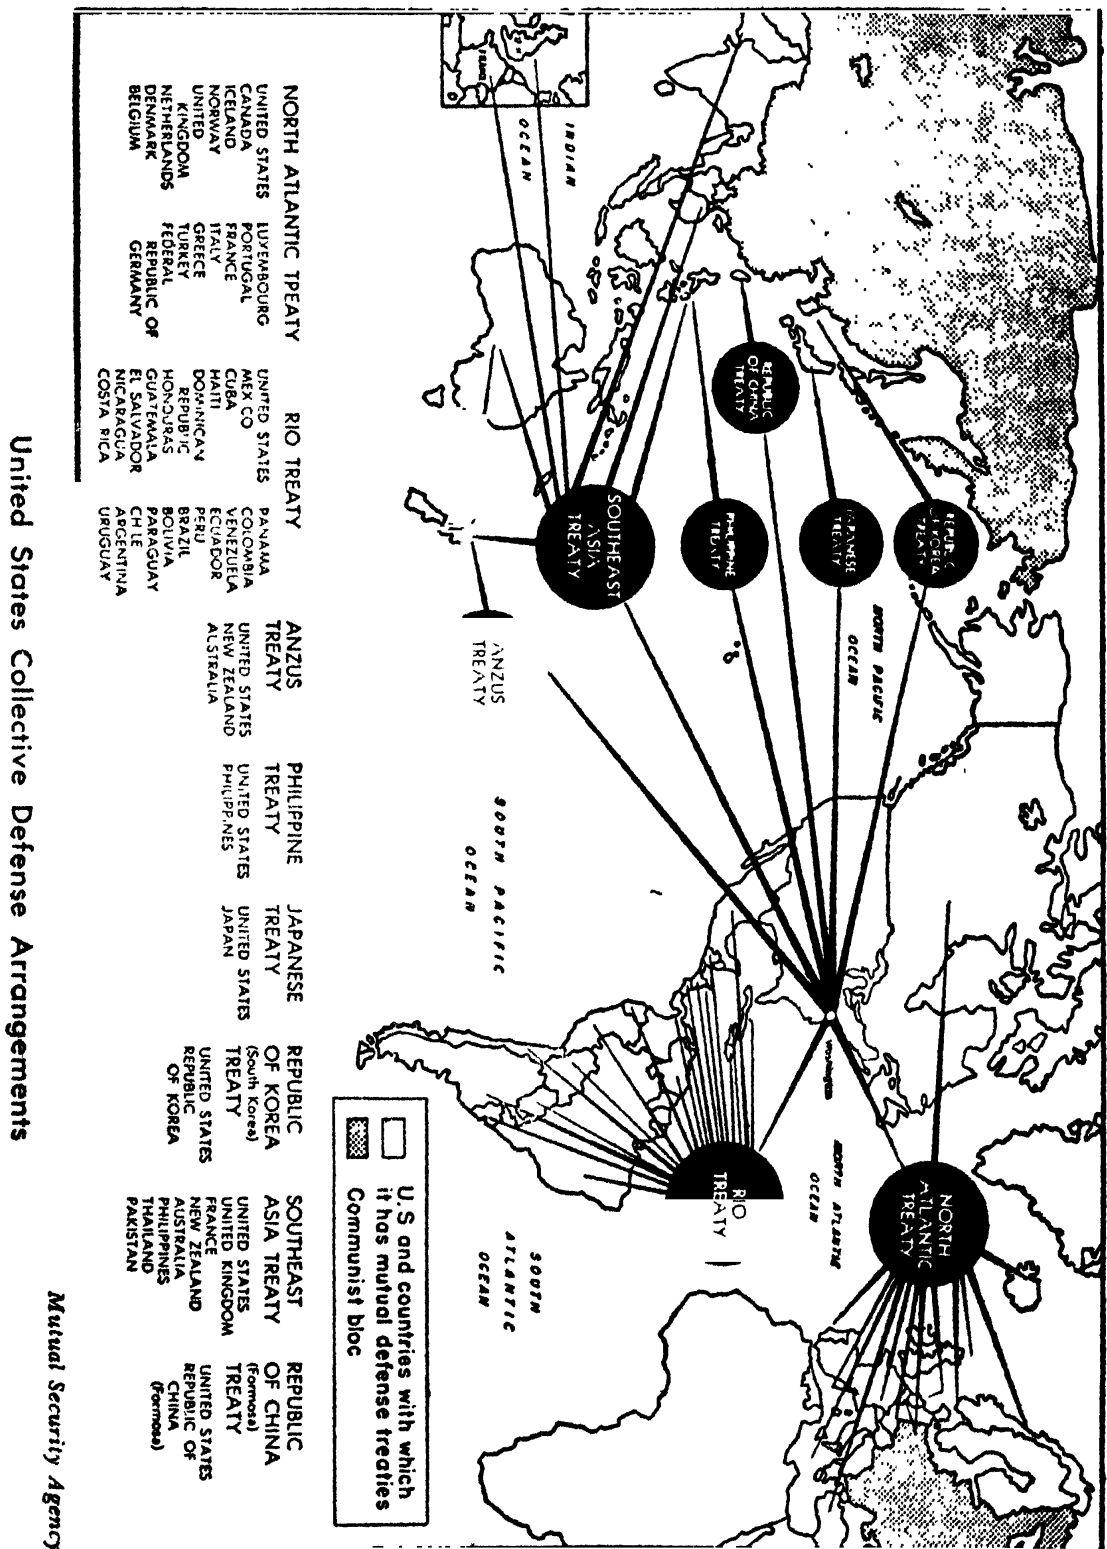 FRANCE
INDIAN
OCEAN
REPUBLIC
OF CHINA
TREATY
SOUTHEAST
ASIA
TREATY
PHILIPPINE
TREATY
JAPANESE
TREATY
REPUBLIC
OF KOREA
TREATY
NORTH PACIFIC
OCEAN
ANZUS
TREATY
SOUTH PACIFIC
OCEAN
Washington
NORTH ATLANTIC
OCEAN
NORTH
ATLANTIC
TREATY
RIO
TREATY
SOUTH
ATLANTIC
OCEAN
U.S and countries with which
it has mutual defense treaties
Communist bloc
NORTH ATLANTIC TREATY
UNITED STATES
CANADA
ICELAND
NORWAY
UNITED
KINGDOM
NETHERLANDS
DENMARK
BELGIUM
LUXEMBOURG
PORTUGAL
FRANCE
ITALY
GREECE
TURKEY
FEDERAL
REPUBLIC OF
GERMANY
RIO TREATY
UNITED STATES
MEX CO
CUBA
HAITI
DOMINICAN
REPUBLIC
HONDURAS
GUATEMALA
EL SALVADOR
NICARAGUA
COSTA RICA
PANAMA
COLOMBIA
VENEZUELA
ECUADOR
PERU
BRAZIL
BOLIVIA
PARAGUAY
CHILE
ARGENTINA
URUGUAY
ANZUS
TREATY
UNITED STATES
NEW ZEALAND
AUSTRALIA
PHILIPPINE
TREATY
UNITED STATES
PHILIPPINES
JAPANESE
TREATY
UNITED STATES
JAPAN
REPUBLIC
OF KOREA
(South Korea)
TREATY
UNITED STATES
REPUBLIC
OF KOREA
SOUTHEAST
ASIA TREATY
UNITED STATES
UNITED KINGDOM
FRANCE
NEW ZEALAND
AUSTRALIA
PHILIPPINES
THAILAND
PAKISTAN
REPUBLIC
OF CHINA
(Formosa)
TREATY
UNITED STATES
REPUBLIC OF
CHINA
(Formosa)
United States Collective Defense Arrangements
Mutual Security Agency